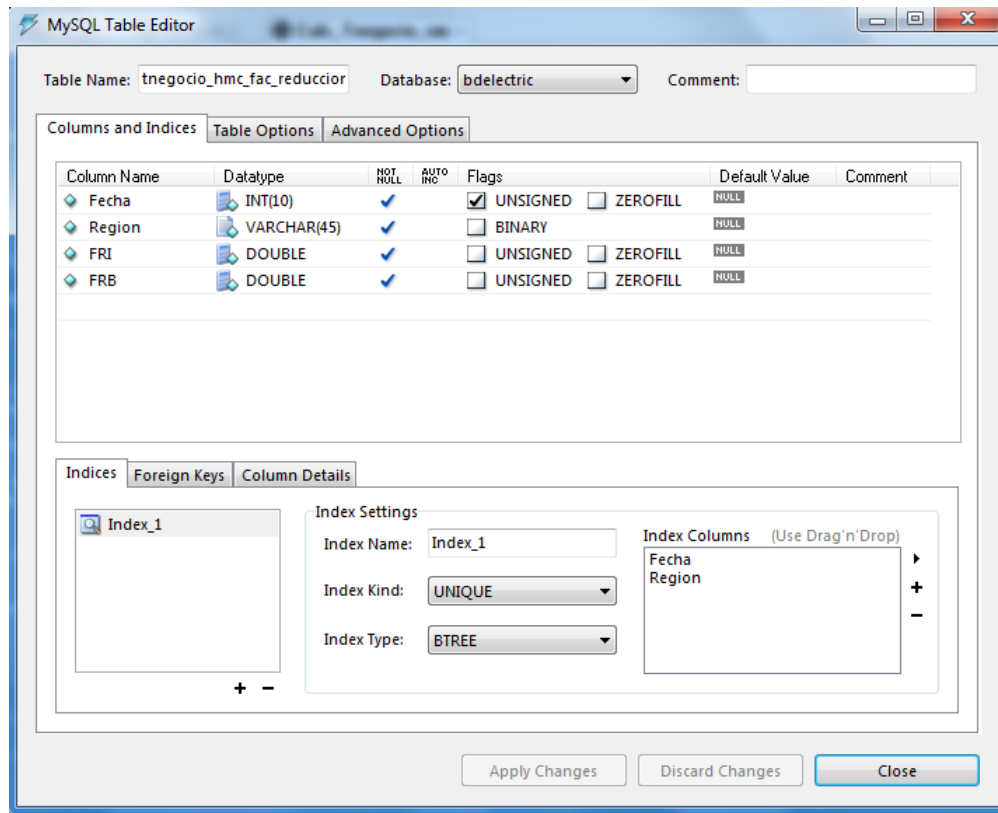 MySQL Table Editor
Table Name: tnegocio_hmc_fac_reduccior Database: bdelectric Comment:
Columns and Indices Table Options Advanced Options
Column Name Datatype NOT NULL AUTO INC Flags Default Value Comment
Fecha INT(10) UNSIGNED ZEROFILL NULL
Region VARCHAR(45) BINARY NULL
FRI DOUBLE UNSIGNED ZEROFILL NULL
FRB DOUBLE UNSIGNED ZEROFILL NULL
Indices Foreign Keys Column Details
Index_1
Index Settings
Index Name: Index_1
Index Kind: UNIQUE
Index Type: BTREE
Index Columns (Use Drag'n'Drop)
Fecha
Region
Apply Changes Discard Changes Close